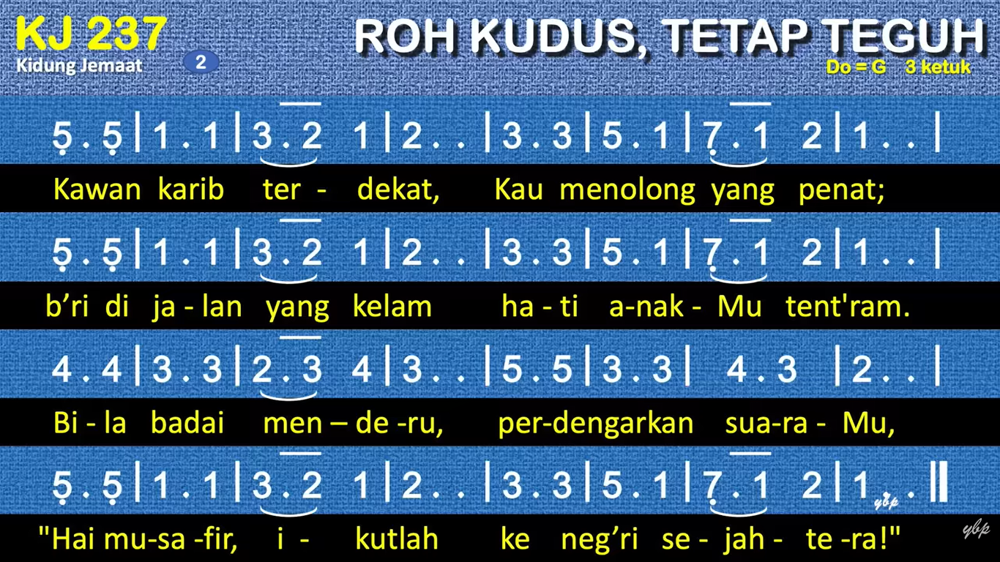 KJ 237
ROH KUDUS, TETAP TEGUH
Kidung Jemaat
2
Do = G 3 ketuk
5̣ . 5̣ | 1 . 1 | 3 . 2 1 | 2 . . | 3 . 3 | 5 . 1 | 7̣ . 1 2 | 1 . . |
Kawan karib ter - dekat, Kau menolong yang penat;
5̣ . 5̣ | 1 . 1 | 3 . 2 1 | 2 . . | 3 . 3 | 5 . 1 | 7̣ . 1 2 | 1 . . |
b’ri di ja - lan yang kelam ha - ti a-nak - Mu tent'ram.
4 . 4 | 3 . 3 | 2 . 3 4 | 3 . . | 5 . 5 | 3 . 3 | 4 . 3 | 2 . . |
Bi - la badai men – de -ru, per-dengarkan sua-ra - Mu,
5̣ . 5̣ | 1 . 1 | 3 . 2 1 | 2 . . | 3 . 3 | 5 . 1 | 7̣ . 1 2 | 1 . . ||
ybp
"Hai mu-sa -fir, i - kutlah ke neg’ri se - jah - te -ra!"
ybp